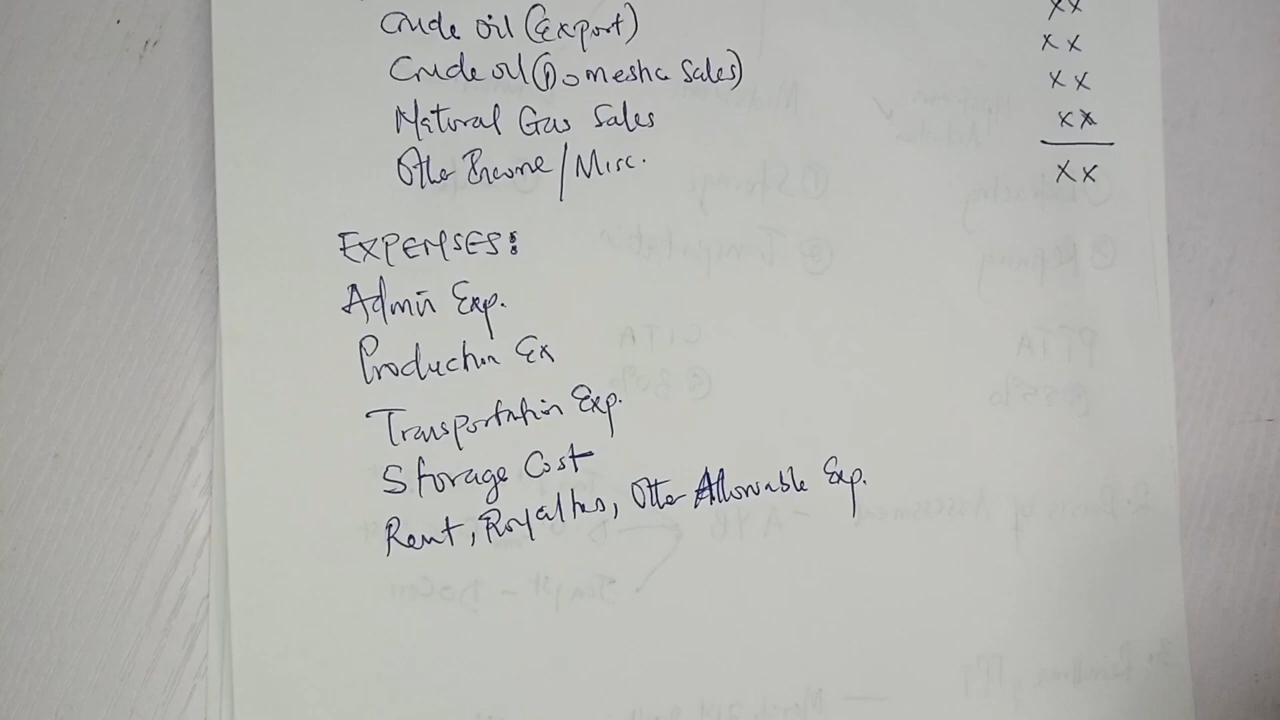 XX
Crude oil (Export) XX
Crude oil (Domestic Sales) XX
Natural Gas Sales XX
Other Income/Misc. XX
EXPENSES:
Admin Exp.
Production Ex
Transportation Exp.
Storage Cost
Rent, Royalties, Other Allowable Exp.